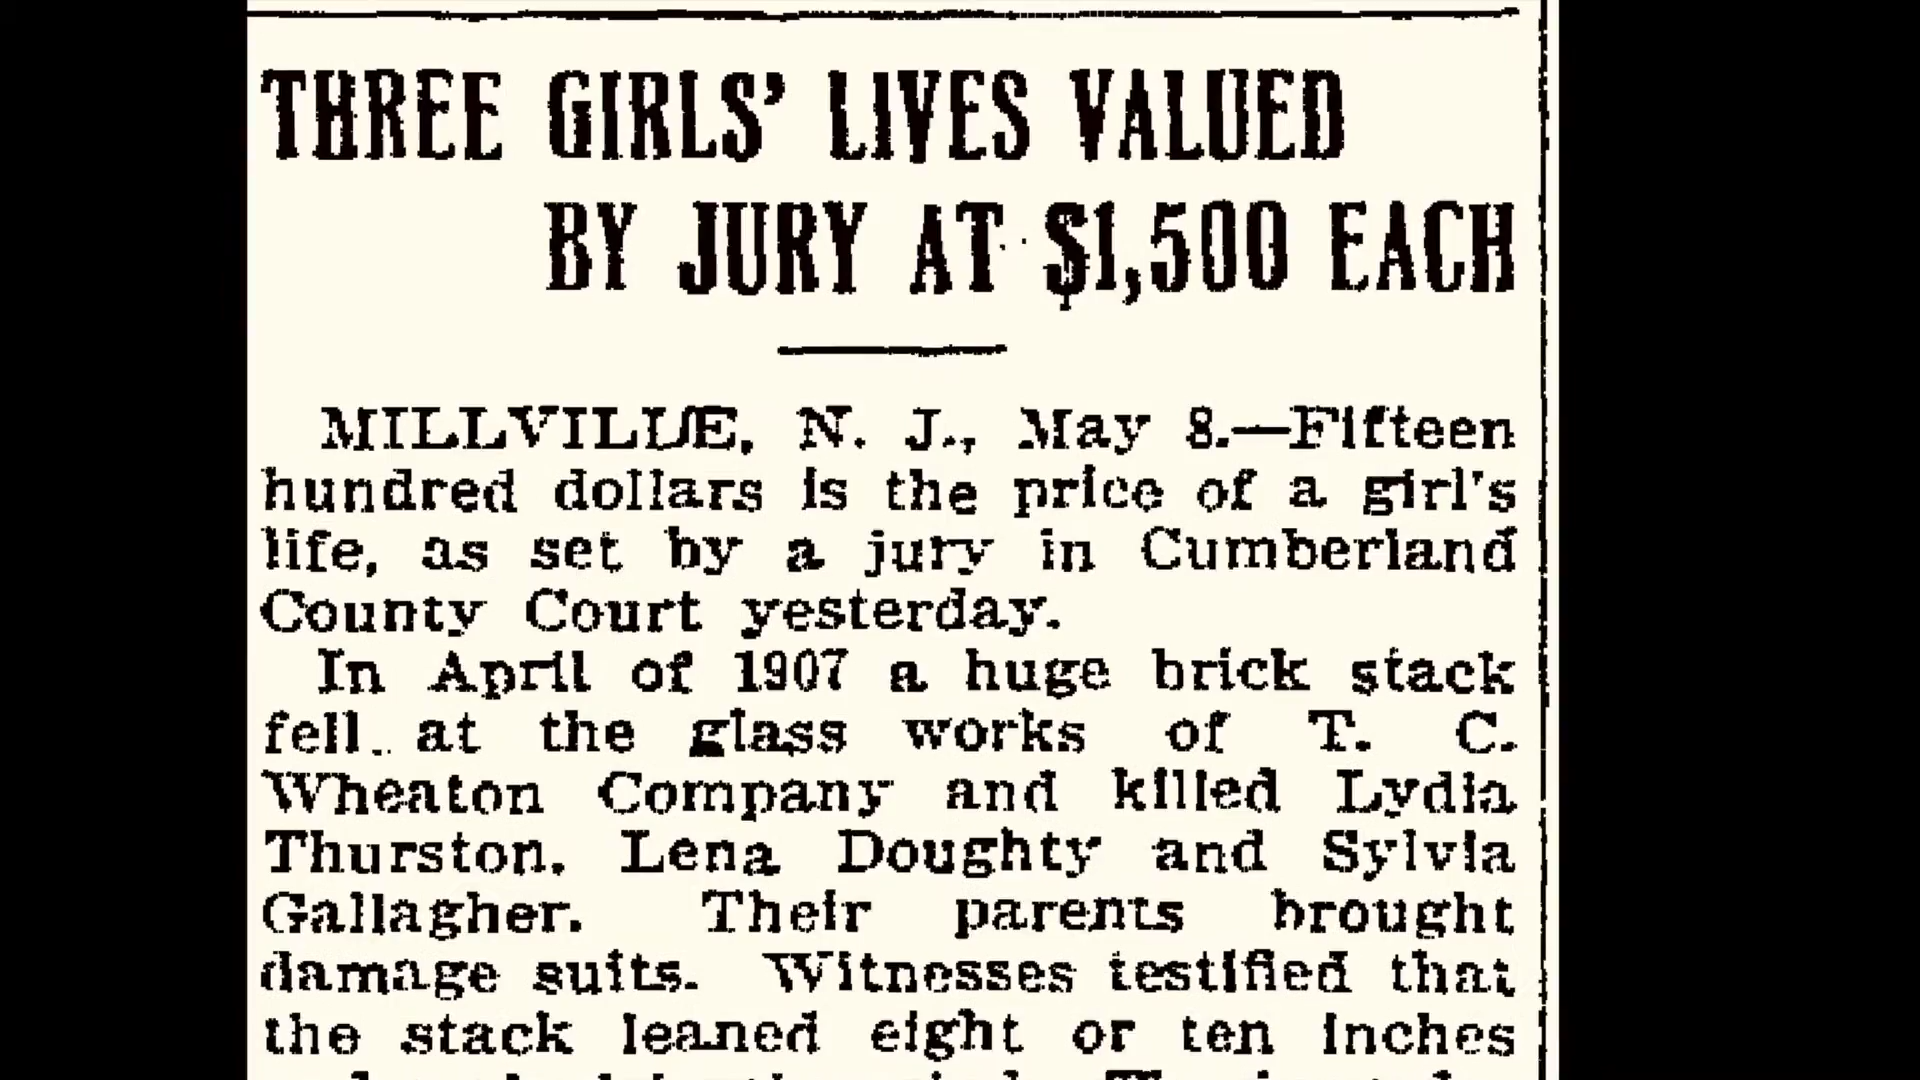 THREE GIRLS' LIVES VALUED
BY JURY AT $1,500 EACH
MILLVILLE, N. J., May 8.—Fifteen
hundred dollars is the price of a girl's
life, as set by a jury in Cumberland
County Court yesterday.
In April of 1907 a huge brick stack
fell at the glass works of T. C.
Wheaton Company and killed Lydia
Thurston, Lena Doughty and Sylvia
Gallagher. Their parents brought
damage suits. Witnesses testified that
the stack leaned eight or ten inches